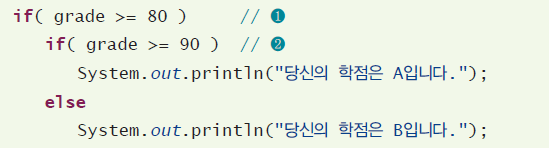 if( grade >= 80 )      // ❶
   if( grade >= 90 )  // ❷
      System.out.println("당신의 학점은 A입니다.");
   else
      System.out.println("당신의 학점은 B입니다.");